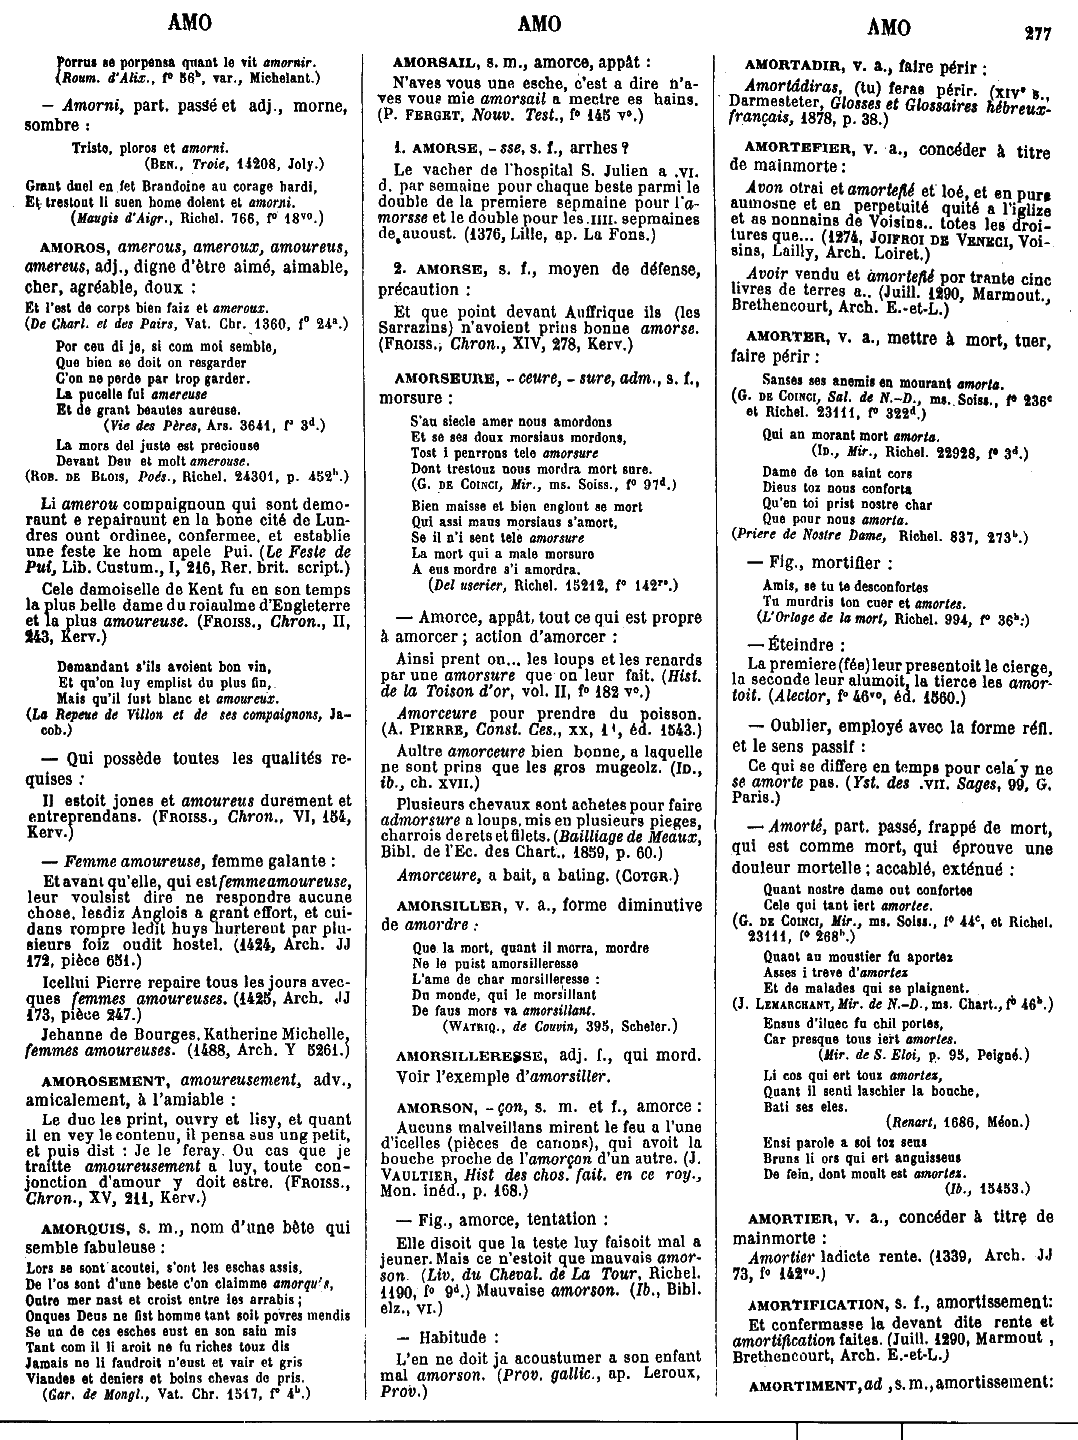 AMO
AMO
AMO
277
Porrus se porpensa quant le vit amornir.
(Roum. d'Alix., f° 56ᵇ, var., Michelant.)
— Amorni, part. passé et adj., morne,
sombre :
Triste, ploros et amorni.
(BEN., Troie, 14208, Joly.)
Grant duel en fet Brandoine au corage hardi,
Et trestout li suen home dolent et amorni.
(Maugis d'Aigr., Richel. 766, f° 18ᵛᵒ.)
AMOROS, amerous, ameroux, amoureus,
amereus, adj., digne d'être aimé, aimable,
cher, agréable, doux :
Et l'est de corps bien faiz et ameroux.
(De Charl. et des Pairs, Vat. Chr. 1360, f° 24ᵃ.)
Por ceu di je, si com moi semble,
Que bien se doit on resgarder
C'on ne perde par trop garder.
La pucelle fui amereuse
Et de grant beautes aureuse.
(Vie des Pères, Ars. 3641, f° 3ᵈ.)
La mors del juste est preciouse
Devant Deu et molt amerouse.
(ROB. DE BLOIS, Poés., Richel. 24301, p. 452ᵇ.)
Li amerou compaignoun qui sont demo-
raunt e repairaunt en la bone cité de Lun-
dres ount ordinee, confermee, et establie
une feste ke hom apele Pui. (Le Feste de
Pui, Lib. Custum., I, 216, Rer. brit. script.)
Cele damoiselle de Kent fu en son temps
la plus belle dame du roiaulme d'Engleterre
et la plus amoureuse. (FROISS., Chron., II,
243, Kerv.)
Demandant s'ils avoient bon vin,
Et qu'on luy emplist du plus fin,
Mais qu'il fust blanc et amoureux.
(La Repeue de Villon et de ses compaignons, Ja-
cob.)
— Qui possède toutes les qualités re-
quises :
Il estoit jones et amoureus durement et
entreprendans. (FROISS., Chron., VI, 154,
Kerv.)
— Femme amoureuse, femme galante :
Et avant qu'elle, qui est femme amoureuse,
leur voulsist dire ne respondre aucune
chose, lesdiz Anglois a grant effort, et cui-
dans rompre ledit huys hurterent par plu-
sieurs foiz oudit hostel. (1424, Arch. JJ
172, pièce 651.)
Icellui Pierre repaire tous les jours avec-
ques femmes amoureuses. (1425, Arch. JJ
173, pièce 247.)
Jehanne de Bourges, Katherine Michelle,
femmes amoureuses. (1488, Arch. Y 5261.)
AMOROSEMENT, amoureusement, adv.,
amicalement, à l'amiable :
Le duc les print, ouvry et lisy, et quant
il en vey le contenu, il pensa sus ung petit,
et puis dist : Je le feray. Ou cas que je
traitte amoureusement a luy, toute con-
jonction d'amour y doit estre. (FROISS.,
Chron., XV, 211, Kerv.)
AMORQUIS, s. m., nom d'une bête qui
semble fabuleuse :
Lors se sont acoutei, s'ont les eschas assis,
De l'os sont d'une beste c'on claimme amorqu's,
Outre mer nast et croist entre les arrabis ;
Onques Deus ne fist homme tant soit povres mendis
Se un de ces esches eust en son sain mis
Tant com il li aroit ne fu riches touz dis
Jamais ne li faudroit n'eust et vair et gris
Viandes et deniers et boins chevas de pris.
(Gar. de Mongl., Vat. Chr. 1517, f° 4ᵇ.)
AMORSAIL, s. m., amorce, appât :
N'aves vous une esche, c'est a dire n'a-
ves vous mie amorsail a mectre es hains.
(P. FERGET, Nouv. Test., f° 145 v°.)
1. AMORSE, -sse, s. f., arrhes ?
Le vacher de l'hospital S. Julien a .VI.
d. par semaine pour chaque beste parmi le
double de la premiere sepmaine pour l'a-
morsse et le double pour les .IIII. sepmaines
de auoust. (1376, Lille, ap. La Fons.)
2. AMORSE, s. f., moyen de défense,
précaution :
Et que point devant Auffrique ils (les
Sarrazins) n'avoient prins bonne amorse.
(FROISS., Chron., XIV, 278, Kerv.)
AMORSEURE, -ceure, -sure, adm., s. f.,
morsure :
S'au siecle amer nous amordons
Et se ses doux morsiaus mordons,
Tost i penrrons tele amorsure
Dont trestouz nous mordra mort sure.
(G. DE COINCI, Mir., ms. Soiss., f° 97ᵈ.)
Bien maisse et bien englout se mort
Qui assi maus morsiaus s'amort,
Se il n'i sent tele amorsure
La mort qui a male morsure
A eus mordre s'i amordra.
(Del userier, Richel. 15212, f° 142ʳᵒ.)
— Amorce, appât, tout ce qui est propre
à amorcer ; action d'amorcer :
Ainsi prent on... les loups et les renards
par une amorsure que on leur fait. (Hist.
de la Toison d'or, vol. II, f° 182 v°.)
Amorceure pour prendre du poisson.
(A. PIERRE, Const. Ces., XX, 1¹, éd. 1543.)
Aultre amorceure bien bonne, a laquelle
ne sont prins que les gros mugeolz. (ID.,
ib., ch. XVII.)
Plusieurs chevaux sont achetes pour faire
admorsure a loups, mis en plusieurs pieges,
charrois de rets et filets. (Bailliage de Meaux,
Bibl. de l'Ec. des Chart., 1859, p. 60.)
Amorceure, a bait, a bating. (COTGR.)
AMORSILLER, v. a., forme diminutive
de amordre :
Que la mort, quant il morra, mordre
Ne le puist amorsilleresse
L'ame de char morsilleresse :
Du monde, qui le morsillant
De faus mors va amorsillant.
(WATRIQ., de Couvin, 395, Scheler.)
AMORSILLERESSE, adj. f., qui mord.
Voir l'exemple d'amorsiller.
AMORSON, -çon, s. m. et f., amorce :
Aucuns malveillans mirent le feu a l'une
d'icelles (pièces de canons), qui avoit la
bouche proche de l'amorçon d'un autre. (J.
VAULTIER, Hist des chos. fait. en ce roy.,
Mon. inéd., p. 168.)
— Fig., amorce, tentation :
Elle disoit que la teste luy faisoit mal a
jeuner. Mais ce n'estoit que mauvais amor-
son. (Liv. du Cheval. de La Tour, Richel.
1190, f° 9ᵈ.) Mauvaise amorson. (Ib., Bibl.
elz., VI.)
— Habitude :
L'en ne doit ja acoustumer a son enfant
mal amorson. (Prov. gallic., ap. Leroux,
Prov.)
AMORTADIR, v. a., faire périr :
Amortádiras, (tu) feras périr. (XIVᵉ s.,
Darmesteter, Glosses et Glossaires hébreux-
français, 1878, p. 38.)
AMORTEFIER, v. a., concéder à titre
de mainmorte :
Avon otrai et amortefié et loé, et en pure
aumosne et en perpetuité quité a l'iglize
et as nonnains de Voisins.. totes les droi-
tures que... (1274, JOIFROI DE VENECI, Voi-
sins, Lailly, Arch. Loiret.)
Avoir vendu et amortefié por trante cinc
livres de terres a.. (Juill. 1290, Marmout.,
Brethencourt, Arch. E.-et-L.)
AMORTER, v. a., mettre à mort, tuer,
faire périr :
Sanses ses anemis en mourant amorta.
(G. DE COINCI, Sal. de N.-D., ms. Soiss., f° 236ᶜ
et Richel. 23111, f° 322ᵈ.)
Qui an morant mort amorta.
(ID., Mir., Richel. 22928, f° 3ᵈ.)
Dame de ton saint cors
Dieus toz nous conforta
Qu'en toi prist nostre char
Que pour nous amorta.
(Priere de Nostre Dame, Richel. 837, 273ᵇ.)
— Fig., mortifier :
Amis, se tu te desconfortes
Tu murdris ton cuer et amortes.
(L'Orloge de la mort, Richel. 994, f° 36ᵇ.)
— Éteindre :
La premiere (fée) leur presentoit le cierge,
la seconde leur alumoit, la tierce les amor-
toit. (Alector, f° 46ᵛᵒ, éd. 1560.)
— Oublier, employé avec la forme réfl.
et le sens passif :
Ce qui se differe en temps pour cela y ne
se amorte pas. (Yst. des .VII. Sages, 99, G.
Paris.)
— Amorté, part. passé, frappé de mort,
qui est comme mort, qui éprouve une
douleur mortelle ; accablé, exténué :
Quant nostre dame out confortee
Cele qui tant iert amortee.
(G. DE COINCI, Mir., ms. Soiss., f° 44ᶜ, et Richel.
23111, f° 268ᵇ.)
Quant au moustier fu aportez
Asses i treve d'amortez
Et de malades qui se plaignent.
(J. LEMARCHANT, Mir. de N.-D., ms. Chart., f° 46ᵇ.)
Ensus d'iluec fu chil portes,
Car presque tous iert amortes.
(Mir. de S. Eloi, p. 95, Peigné.)
Li cos qui ert touz amortez,
Quant il senti laschier la bouche,
Bati ses eles.
(Renart, 1686, Méon.)
Ensi parole a soi toz seus
Bruns li ors qui ert anguisseus
De fein, dont moult est amortez.
(Ib., 15453.)
AMORTIER, v. a., concéder à titre de
mainmorte :
Amortier ladicte rente. (1339, Arch. JJ
73, f° 142ᵛᵒ.)
AMORTIFICATION, s. f., amortissement:
Et confermasse la devant dite rente et
amortification faites. (Juill. 1290, Marmout ,
Brethencourt, Arch. E.-et-L.)
AMORTIMENT, ad , s. m., amortissement: